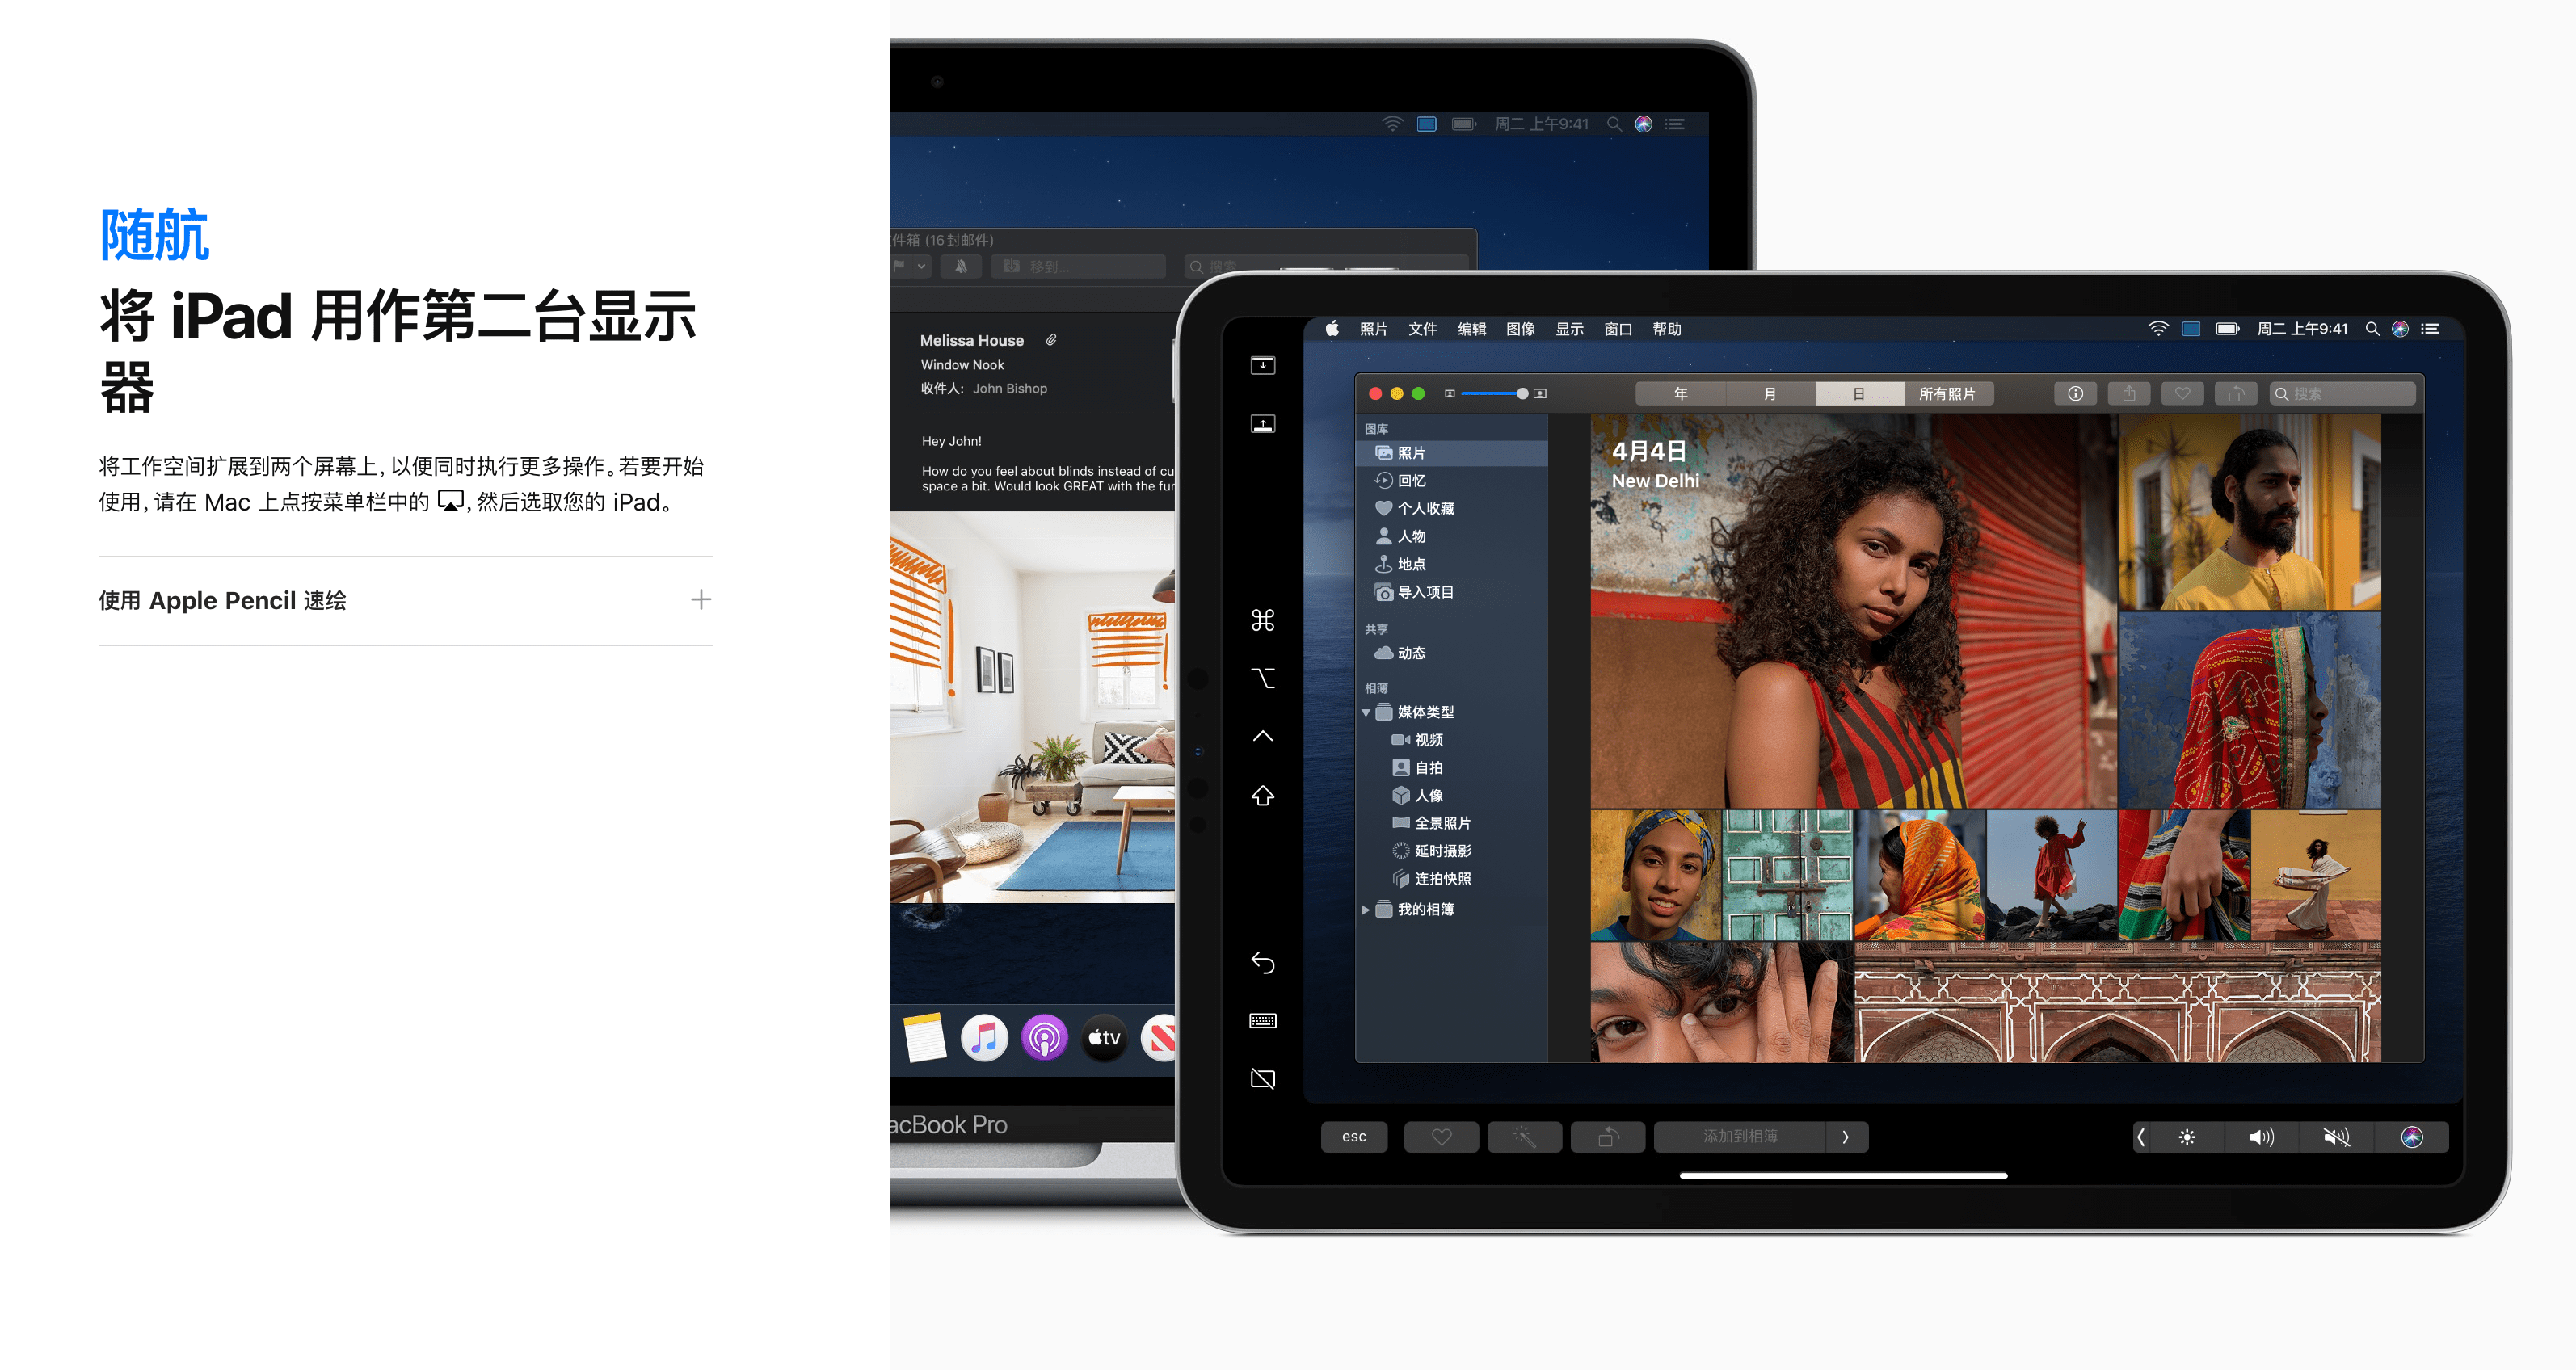 随航
将 iPad 用作第二台显示
器
将工作空间扩展到两个屏幕上，以便同时执行更多操作。若要开始
使用，请在 Mac 上点按菜单栏中的 ，然后选取您的 iPad。
使用 Apple Pencil 速绘
周二 上午9:41
件箱 (16 封邮件)
移到...
搜索
Melissa House
Window Nook
收件人： John Bishop
Hey John!
How do you feel about blinds instead of cu
space a bit. Would look GREAT with the fur
tv
acBook Pro
照片 文件 编辑 图像 显示 窗口 帮助
周二 上午9:41
年 月 日 所有照片
搜索
图库
照片
回忆
个人收藏
人物
地点
导入项目
共享
动态
相簿
媒体类型
视频
自拍
人像
全景照片
延时摄影
连拍快照
我的相簿
4月4日
New Delhi
esc
添加到相簿